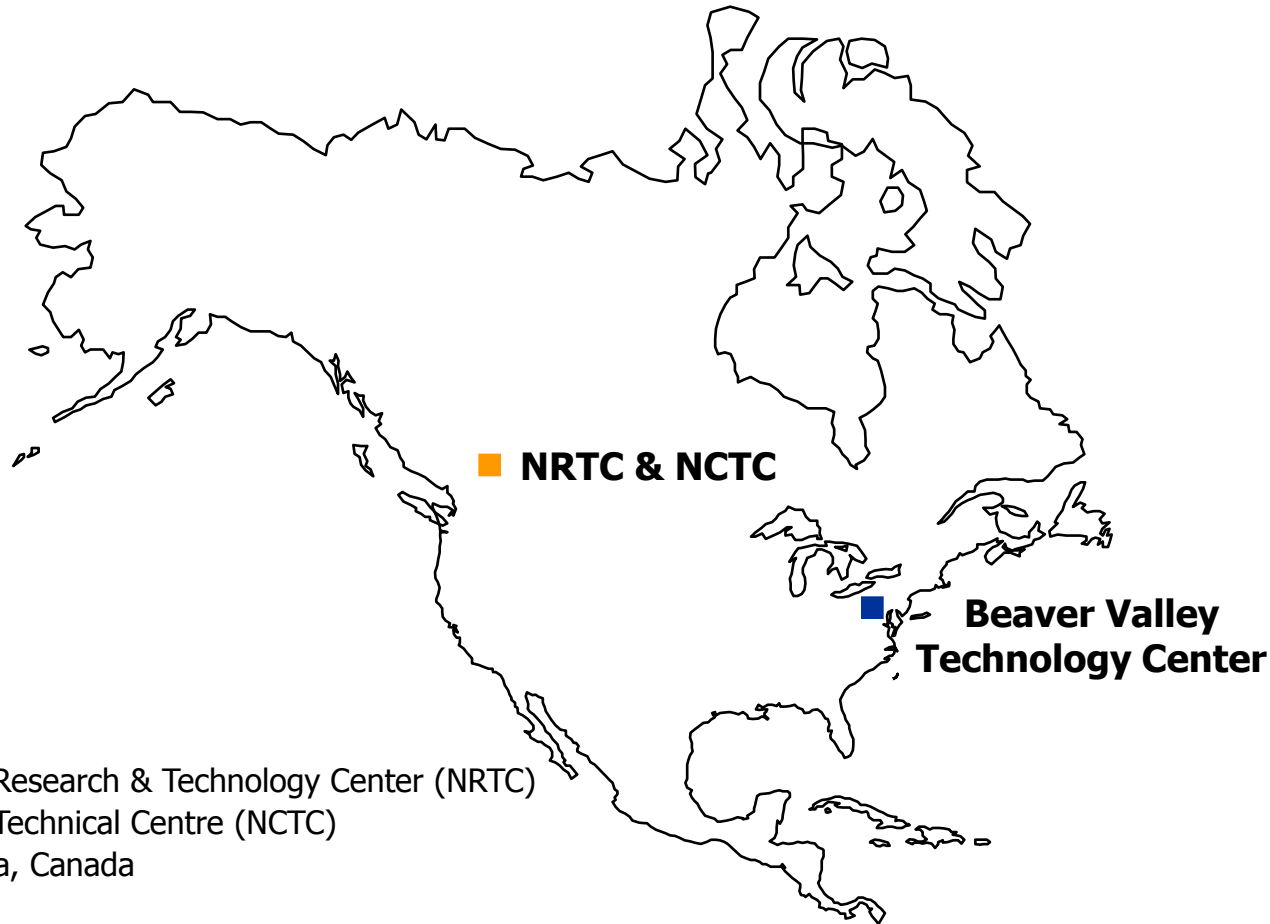 NRTC & NCTC
Beaver Valley
Technology Center
Research & Technology Center (NRTC)
Technical Centre (NCTC)
a, Canada